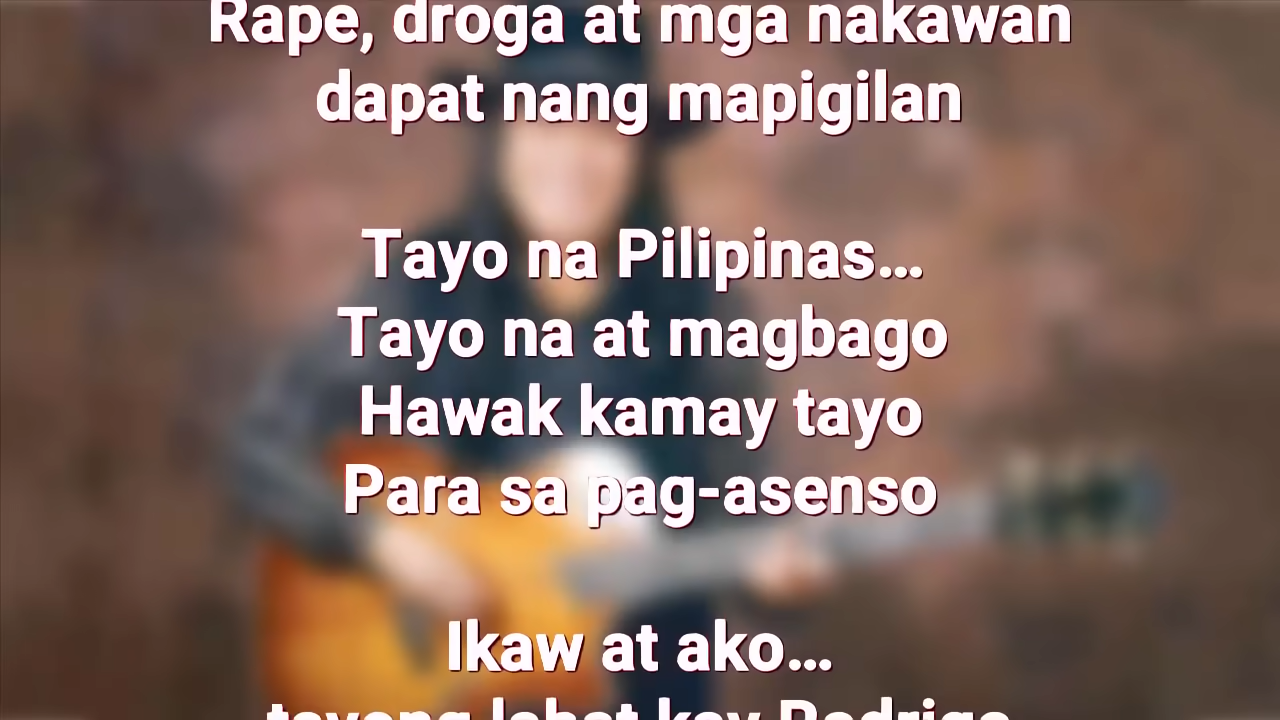 Rape, droga at mga nakawan
dapat nang mapigilan
Tayo na Pilipinas...
Tayo na at magbago
Hawak kamay tayo
Para sa pag-asenso
Ikaw at ako...
tayong lahat kay Rodrigo